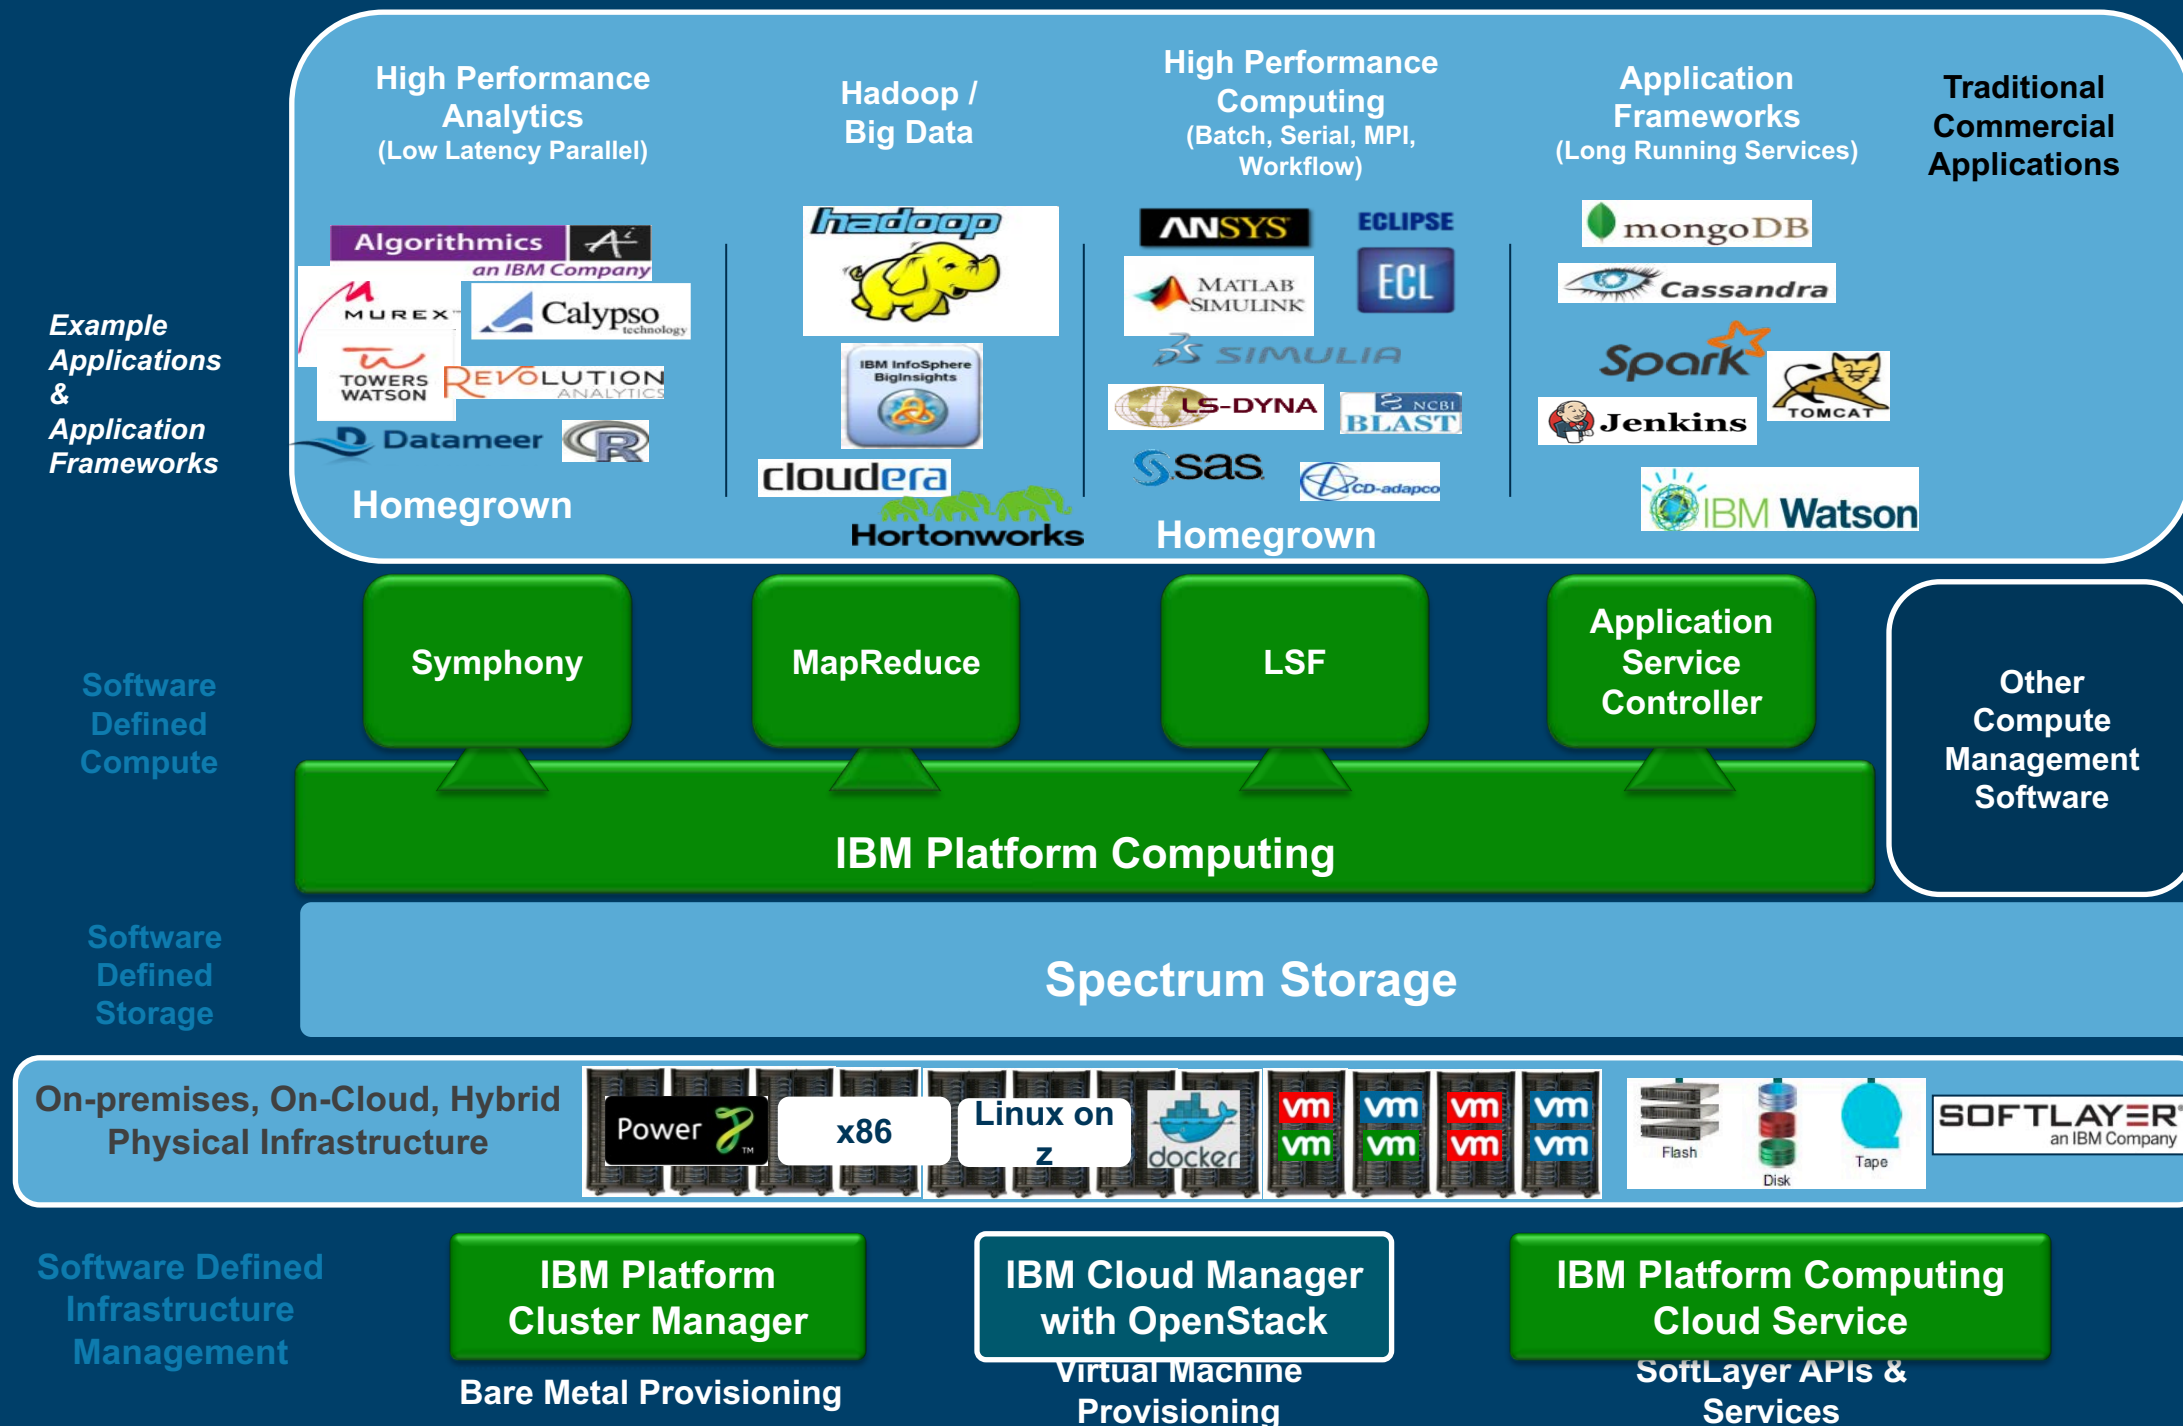 High Performance
Analytics
(Low Latency Parallel)
Hadoop /
Big Data
High Performance
Computing
(Batch, Serial, MPI,
Workflow)
Application
Frameworks
(Long Running Services)
Traditional
Commercial
Applications
Example
Applications
&
Application
Frameworks
Algorithmics Ai
an IBM Company
MUREX™
Calypso
technology
TOWERS
WATSON
REVOLUTION
ANALYTICS
Datameer
R
Homegrown
hadoop
IBM InfoSphere
BigInsights
cloudera
Hortonworks
ANSYS
ECLIPSE
ECL
MATLAB
SIMULINK
SIMULIA
LS-DYNA
NCBI
BLAST
sas
CD-adapco
Homegrown
mongoDB
Cassandra
Spark
TOMCAT
Jenkins
IBM Watson
Software
Defined
Compute
Symphony
MapReduce
LSF
Application
Service
Controller
Other
Compute
Management
Software
IBM Platform Computing
Software
Defined
Storage
Spectrum Storage
On-premises, On-Cloud, Hybrid
Physical Infrastructure
Power ™
x86
Linux on
z
docker
vm vm vm vm
vm vm vm vm
Flash
Disk
Tape
SOFTLAYER®
an IBM Company
Software Defined
Infrastructure
Management
IBM Platform
Cluster Manager
Bare Metal Provisioning
IBM Cloud Manager
with OpenStack
Virtual Machine
Provisioning
IBM Platform Computing
Cloud Service
SoftLayer APIs &
Services